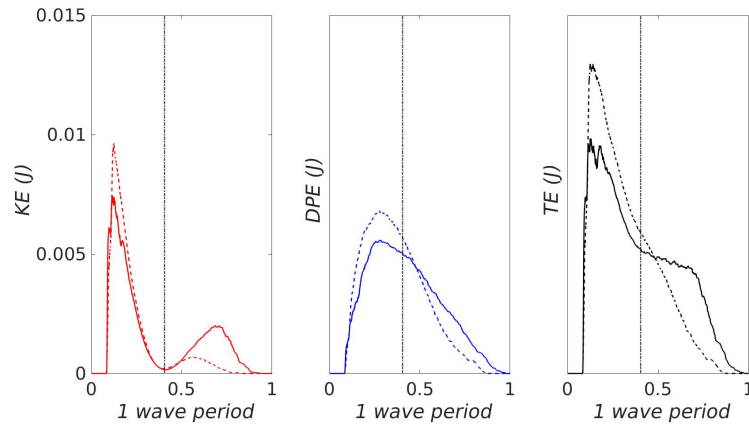 0.015
0.01
0.005
0
KE (J)
0 0.5 1
1 wave period
DPE (J)
0 0.5 1
1 wave period
TE (J)
0 0.5 1
1 wave period